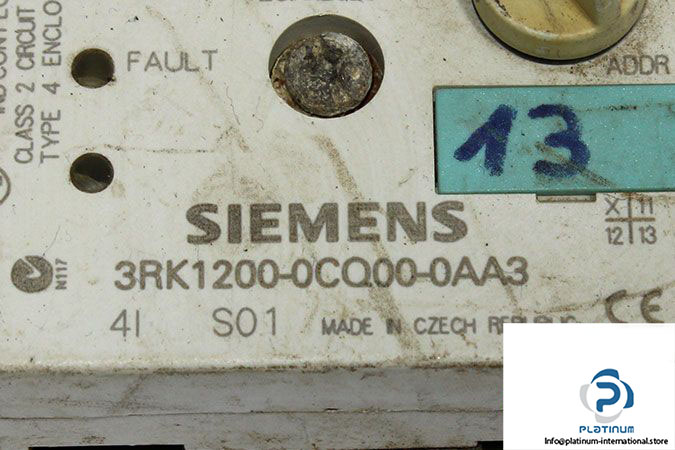 CLASS 2 CIRCUIT
TYPE 4 ENCLO
FAULT
ADDR
13
SIEMENS
X 11
12 13
N117
3RK1200-0CQ00-0AA3
4I S01 MADE IN CZECH REPUBLIC
CE
PLATINUM
Info@platinum-international.store